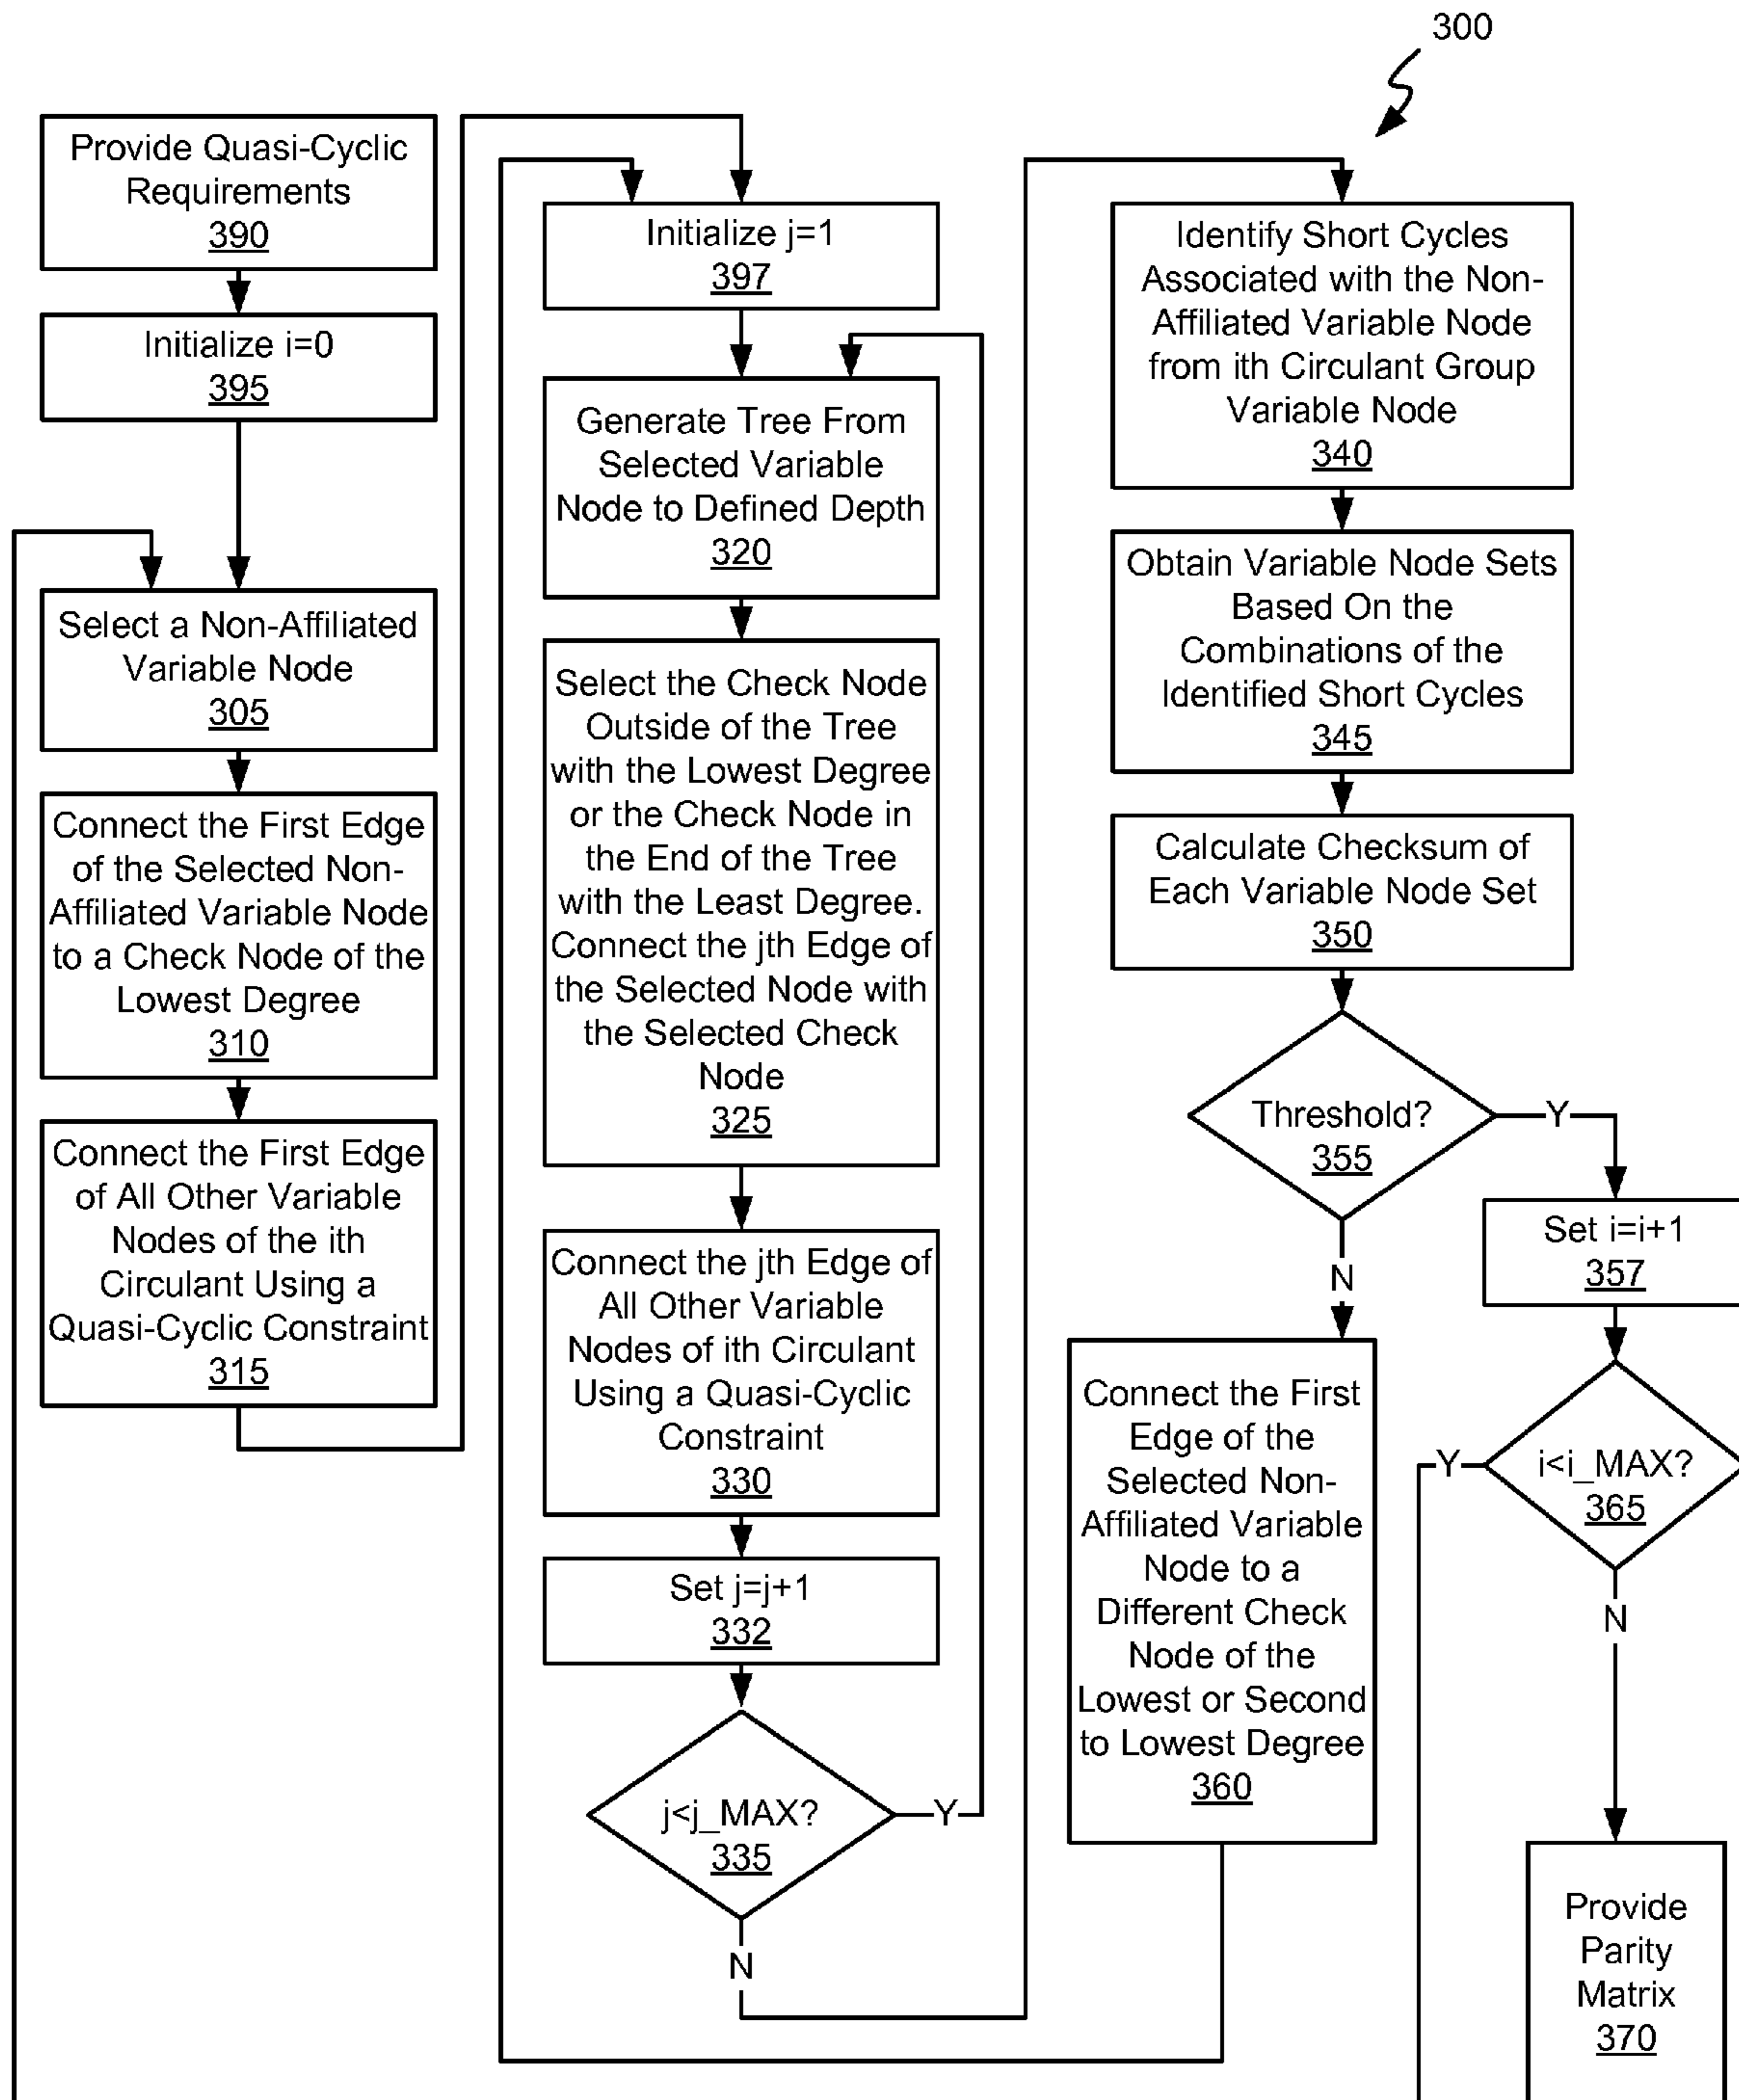 300
Provide Quasi-Cyclic
Requirements
390
Initialize i=0
395
Select a Non-Affiliated
Variable Node
305
Connect the First Edge
of the Selected Non-
Affiliated Variable Node
to a Check Node of the
Lowest Degree
310
Connect the First Edge
of All Other Variable
Nodes of the ith
Circulant Using a
Quasi-Cyclic Constraint
315
Initialize j=1
397
Generate Tree From
Selected Variable
Node to Defined Depth
320
Select the Check Node
Outside of the Tree
with the Lowest Degree
or the Check Node in
the End of the Tree
with the Least Degree.
Connect the jth Edge of
the Selected Node with
the Selected Check
Node
325
Connect the jth Edge of
All Other Variable
Nodes of ith Circulant
Using a Quasi-Cyclic
Constraint
330
Set j=j+1
332
j<j_MAX?
335
Y
N
Identify Short Cycles
Associated with the Non-
Affiliated Variable Node
from ith Circulant Group
Variable Node
340
Obtain Variable Node Sets
Based On the
Combinations of the
Identified Short Cycles
345
Calculate Checksum of
Each Variable Node Set
350
Threshold?
355
Y
N
Connect the First
Edge of the
Selected Non-
Affiliated Variable
Node to a
Different Check
Node of the
Lowest or Second
to Lowest Degree
360
Set i=i+1
357
i<i_MAX?
365
Y
N
Provide
Parity
Matrix
370